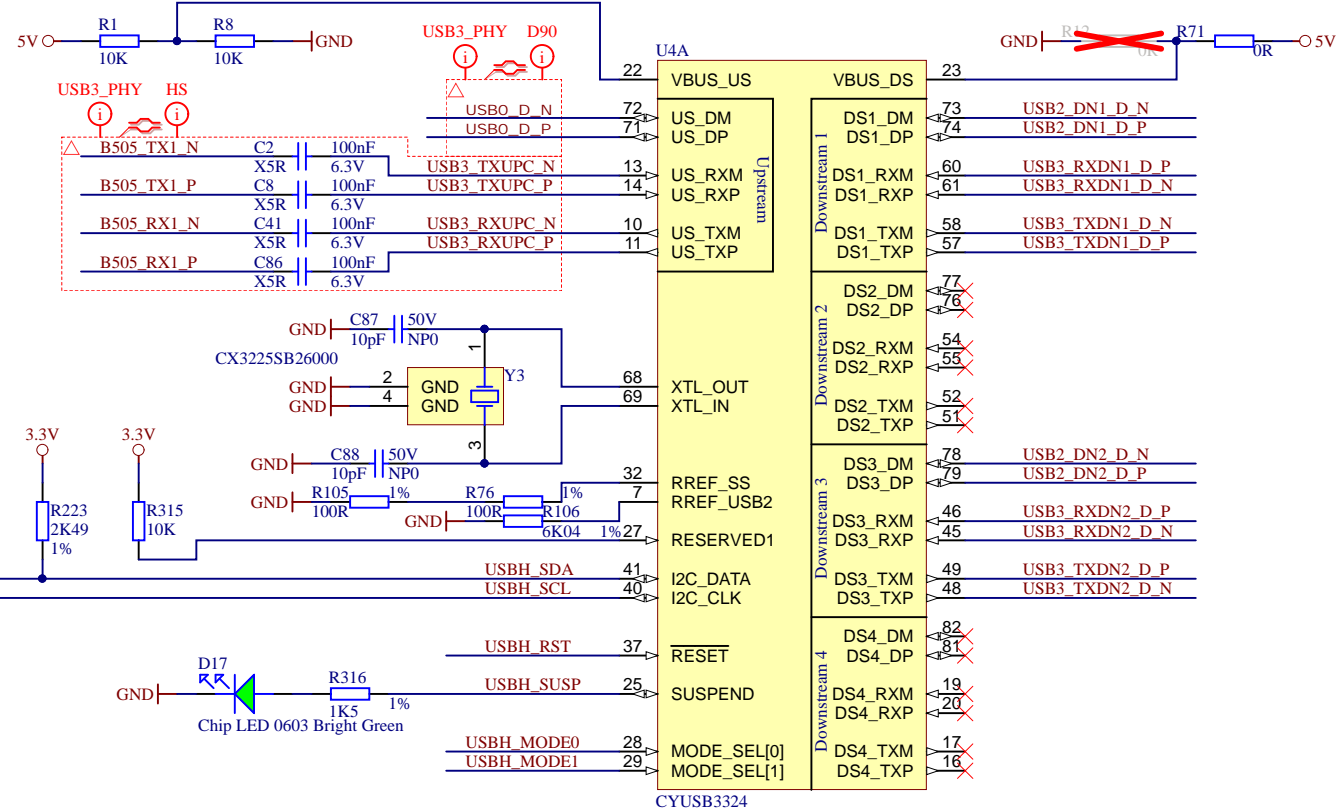 R1
R8
5V
GND
10K
10K
USB3_PHY
D90
USB3_PHY
HS
U4A
GND
R12
0R
R71
0R
5V
22
VBUS_US
VBUS_DS
23
USB0_D_N
72
US_DM
USB0_D_P
71
US_DP
DS1_DM
73
USB2_DN1_D_N
DS1_DP
74
USB2_DN1_D_P
B505_TX1_N
C2
100nF
X5R
6.3V
USB3_TXUPC_N
13
US_RXM
B505_TX1_P
C8
100nF
X5R
6.3V
USB3_TXUPC_P
14
US_RXP
B505_RX1_N
C41
100nF
X5R
6.3V
USB3_RXUPC_N
10
US_TXM
B505_RX1_P
C86
100nF
X5R
6.3V
USB3_RXUPC_P
11
US_TXP
Upstream
Downstream 1
DS1_RXM
60
USB3_RXDN1_D_P
DS1_RXP
61
USB3_RXDN1_D_N
DS1_TXM
58
USB3_TXDN1_D_N
DS1_TXP
57
USB3_TXDN1_D_P
Downstream 2
DS2_DM
77
DS2_DP
76
DS2_RXM
54
DS2_RXP
55
DS2_TXM
52
DS2_TXP
51
GND
C87
50V
10pF
NP0
CX3225SB26000
1
Y3
GND
2
GND
GND
4
GND
3
68
XTL_OUT
69
XTL_IN
GND
C88
50V
10pF
NP0
3.3V
3.3V
R223
2K49
1%
R315
10K
GND
R105
1%
100R
R76
1%
100R
32
RREF_SS
GND
R106
6K04
1%
7
RREF_USB2
27
RESERVED1
USBH_SDA
41
I2C_DATA
USBH_SCL
40
I2C_CLK
Downstream 3
DS3_DM
78
USB2_DN2_D_N
DS3_DP
79
USB2_DN2_D_P
DS3_RXM
46
USB3_RXDN2_D_P
DS3_RXP
45
USB3_RXDN2_D_N
DS3_TXM
49
USB3_TXDN2_D_P
DS3_TXP
48
USB3_TXDN2_D_N
USBH_RST
37
RESET
D17
GND
R316
1K5
1%
USBH_SUSP
25
SUSPEND
Chip LED 0603 Bright Green
USBH_MODE0
28
MODE_SEL[0]
USBH_MODE1
29
MODE_SEL[1]
Downstream 4
DS4_DM
82
DS4_DP
81
DS4_RXM
19
DS4_RXP
20
DS4_TXM
17
DS4_TXP
16
CYUSB3324